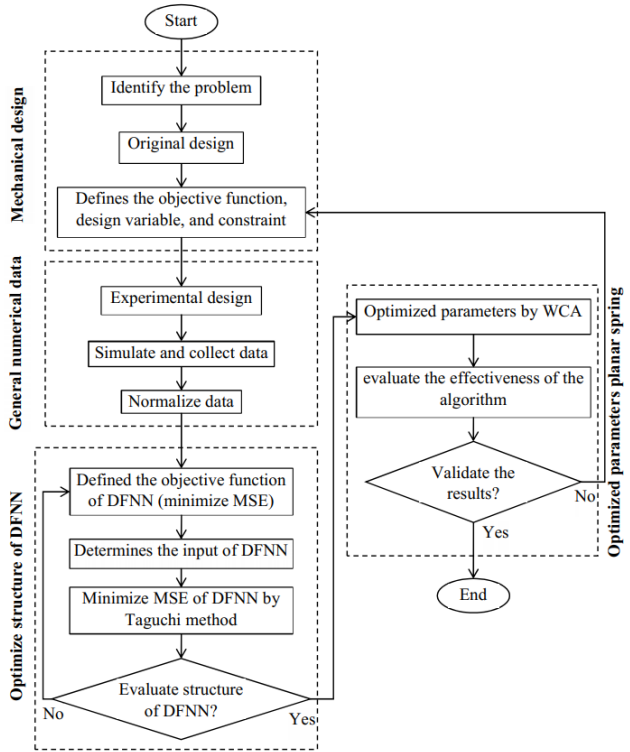 Start
Mechanical design
Identify the problem
Original design
Defines the objective function,
design variable, and constraint
General numerical data
Experimental design
Simulate and collect data
Normalize data
Optimize structure of DFNN
Defined the objective function
of DFNN (minimize MSE)
Determines the input of DFNN
Minimize MSE of DFNN by
Taguchi method
Evaluate structure
of DFNN?
No
Yes
Optimized parameters planar spring
Optimized parameters by WCA
evaluate the effectiveness of the
algorithm
Validate the
results?
No
Yes
End